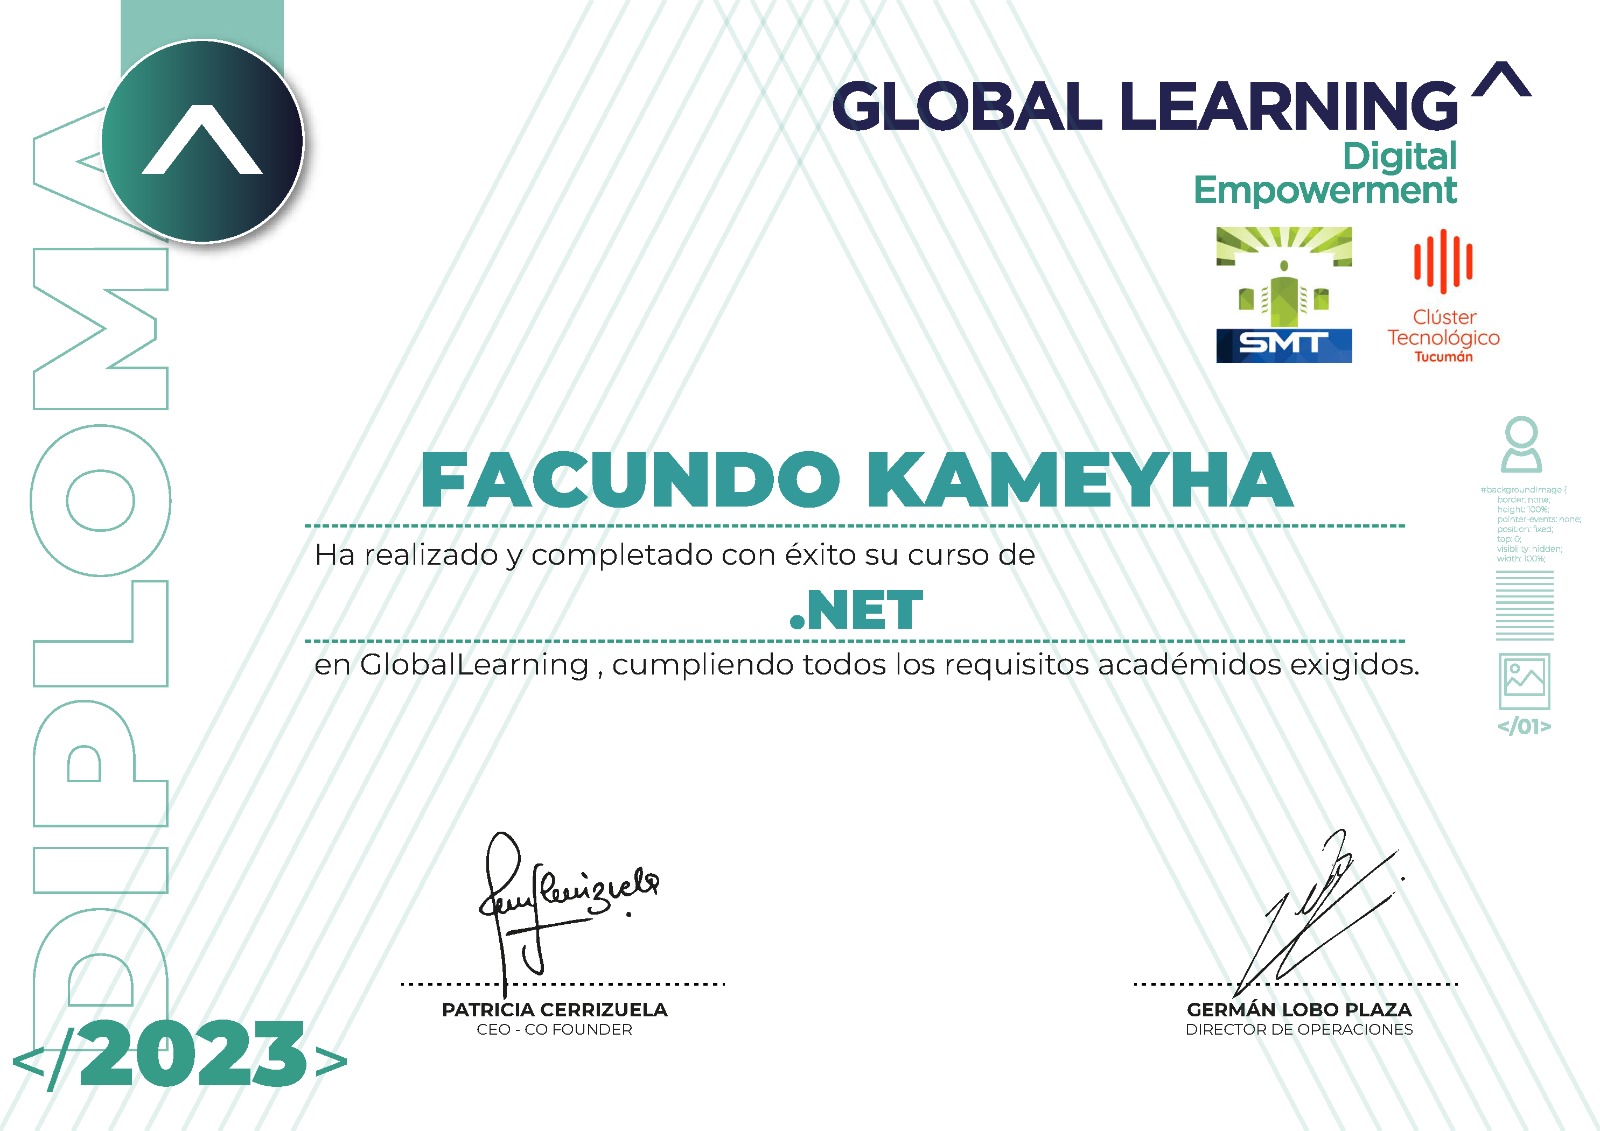 DIPLOMA
GLOBAL LEARNING
Digital
Empowerment
SMT
Clúster
Tecnológico
Tucumán
FACUNDO KAMEYHA
Ha realizado y completado con éxito su curso de
.NET
en GlobalLearning , cumpliendo todos los requisitos académidos exigidos.
#backgroundimage {
border: none;
height: 100%;
pointer-events: none;
position: fixed;
top: 0;
visibility: hidden;
width: 100%;
</01>
PATRICIA CERRIZUELA
CEO - CO FOUNDER
GERMÁN LOBO PLAZA
DIRECTOR DE OPERACIONES
</2023>